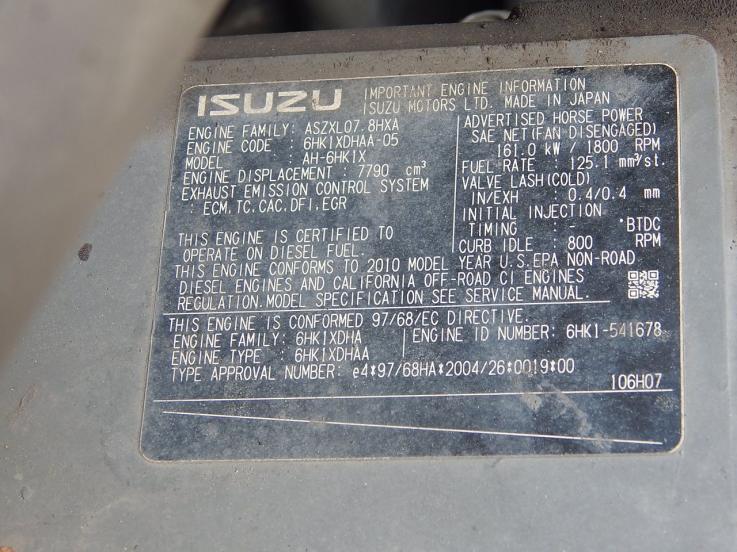 ISUZU
IMPORTANT ENGINE INFORMATION
ISUZU MOTORS LTD. MADE IN JAPAN
ENGINE FAMILY: ASZXL07.8HXA
ENGINE CODE : 6HK1XDHAA-05
MODEL : AH-6HK1X
ENGINE DISPLACEMENT : 7790 cm³
EXHAUST EMISSION CONTROL SYSTEM
: ECM,TC,CAC,DFI,EGR
THIS ENGINE IS CERTIFIED TO
OPERATE ON DIESEL FUEL.
ADVERTISED HORSE POWER
SAE NET(FAN DISENGAGED)
161.0 kW / 1800 RPM
FUEL RATE : 125.1 mm³/st.
VALVE LASH(COLD)
IN/EXH : 0.4/0.4 mm
INITIAL INJECTION
TIMING : - °BTDC
CURB IDLE : 800 RPM
THIS ENGINE CONFORMS TO 2010 MODEL YEAR U.S.EPA NON-ROAD
DIESEL ENGINES AND CALIFORNIA OFF-ROAD CI ENGINES
REGULATION.MODEL SPECIFICATION SEE SERVICE MANUAL.
THIS ENGINE IS CONFORMED 97/68/EC DIRECTIVE.
ENGINE FAMILY: 6HK1XDHA
ENGINE TYPE : 6HK1XDHAA
ENGINE ID NUMBER: 6HK1-541678
TYPE APPROVAL NUMBER: e4*97/68HA*2004/26*0019*00
106H07